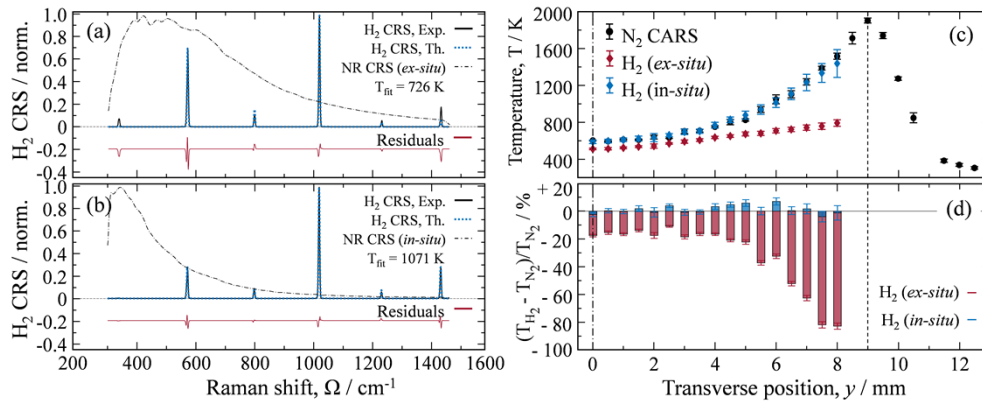 (a)
H₂ CRS, Exp.
H₂ CRS, Th.
NR CRS (ex-situ)
T_fit = 726 K
Residuals
H₂ CRS / norm.
1.0
0.8
0.6
0.4
0.2
0
-0.2
-0.4
(b)
H₂ CRS, Exp.
H₂ CRS, Th.
NR CRS (in-situ)
T_fit = 1071 K
Residuals
H₂ CRS / norm.
1.0
0.8
0.6
0.4
0.2
0
-0.2
-0.4
200 400 600 800 1000 1200 1400 1600
Raman shift, Ω / cm⁻¹
(c)
N₂ CARS
H₂ (ex-situ)
H₂ (in-situ)
Temperature, T / K
2000
1600
1200
800
400
(d)
(T_H₂ - T_N₂)/T_N₂ / %
+ 20
0
- 20
- 40
- 60
- 80
- 100
H₂ (ex-situ)
H₂ (in-situ)
0 2 4 6 8 10 12
Transverse position, y / mm